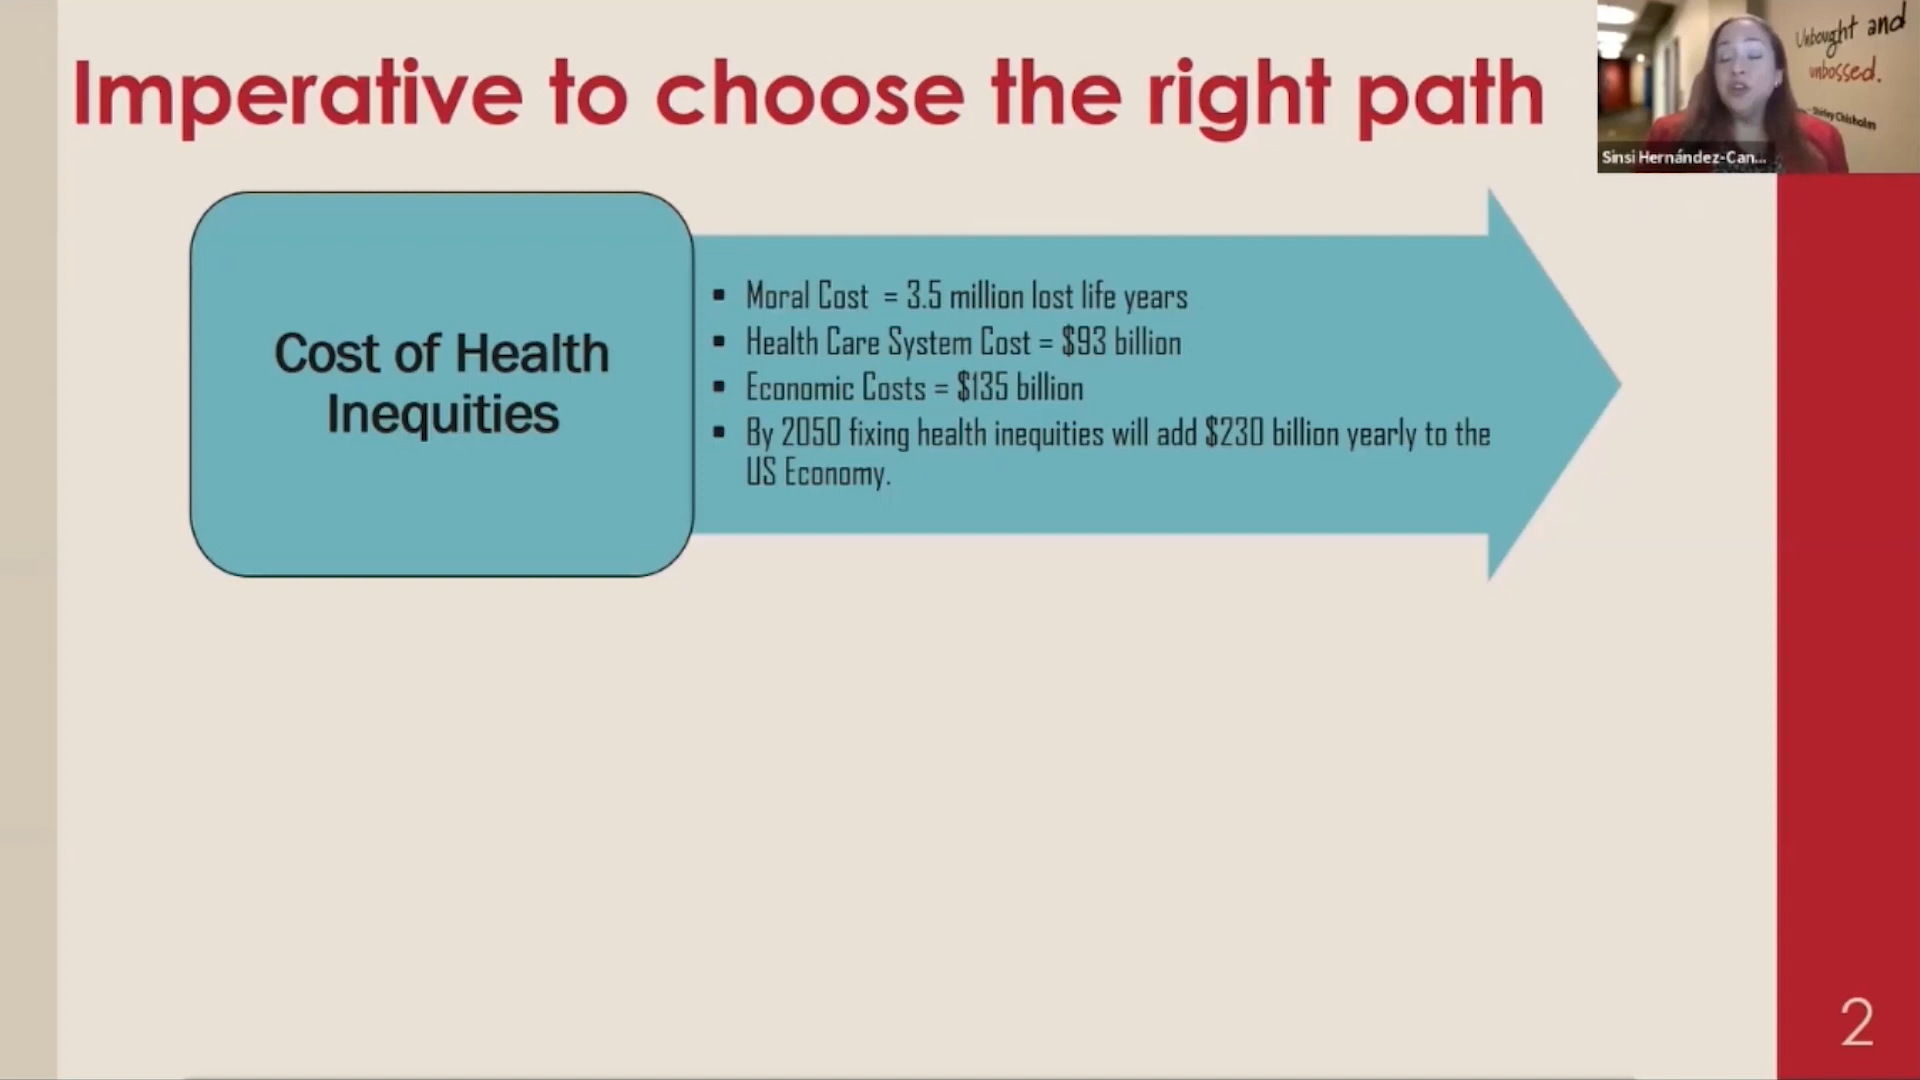 Imperative to choose the right path
Unbought and
unbossed.
Shirley Chisholm
Sinsi Hernández-Can...
Cost of Health
Inequities
▪ Moral Cost = 3.5 million lost life years
▪ Health Care System Cost = $93 billion
▪ Economic Costs = $135 billion
▪ By 2050 fixing health inequities will add $230 billion yearly to the
US Economy.
2